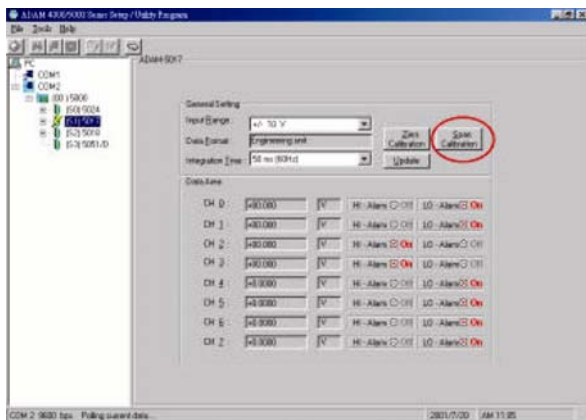 ADAM 4000/5000 Series Setup / Utility Program
File Tools Help
PC
COM1
COM2
(00) 5000
(S0) 5024
(S1) 5017
(S2) 5018
(S3) 5051/D
ADAM-5017
General Setting
Input Range: +/- 10 V
Data Format: Engineering unit
Integration Time: 50 ms (60Hz)
Zero Calibration
Span Calibration
Update
Data Area
CH 0: +00.000 V HI - Alarm Off LO - Alarm On
CH 1: +00.000 V HI - Alarm Off LO - Alarm On
CH 2: +00.000 V HI - Alarm On LO - Alarm Off
CH 3: +00.000 V HI - Alarm On LO - Alarm Off
CH 4: +0.0000 V HI - Alarm Off LO - Alarm On
CH 5: +0.0000 V HI - Alarm Off LO - Alarm On
CH 6: +0.0000 V HI - Alarm Off LO - Alarm On
CH 7: +0.0000 V HI - Alarm Off LO - Alarm On
COM 2 9600 bps Polling current data...
2001/7/20 AM 11:05